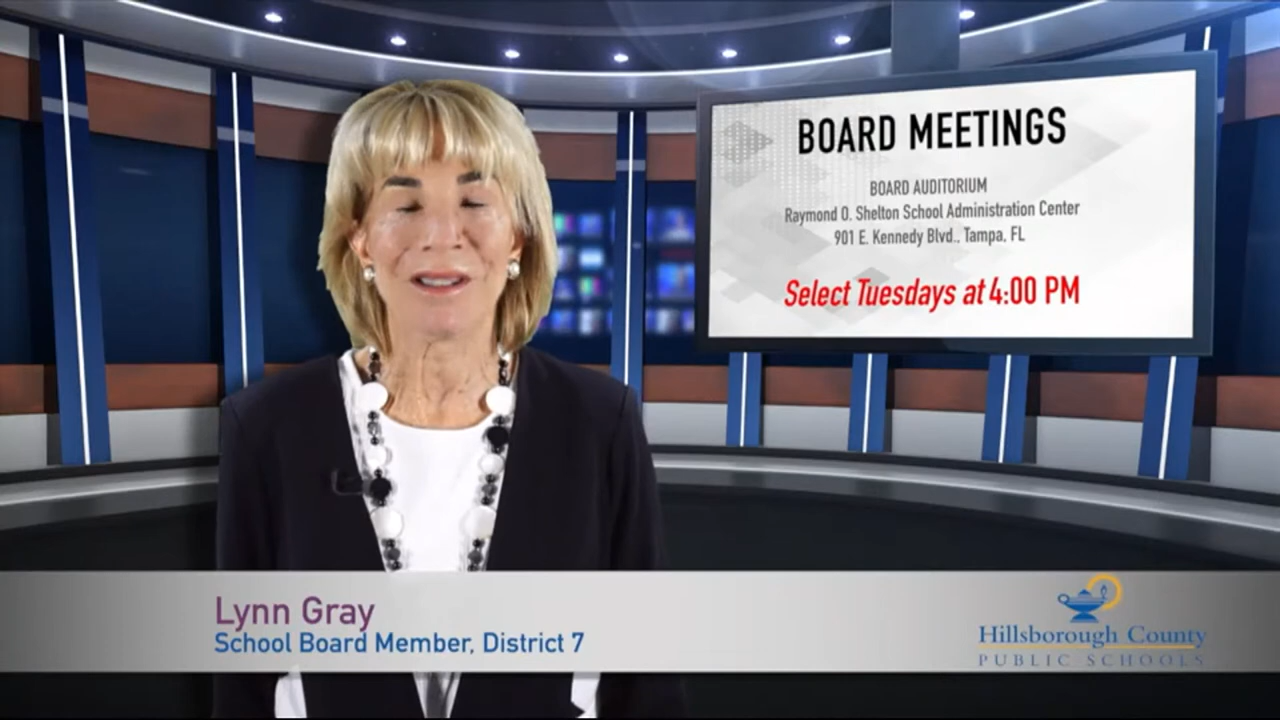 BOARD MEETINGS
BOARD AUDITORIUM
Raymond O. Shelton School Administration Center
901 E. Kennedy Blvd., Tampa, FL
Select Tuesdays at 4:00 PM
Lynn Gray
School Board Member, District 7
Hillsborough County
PUBLIC SCHOOLS